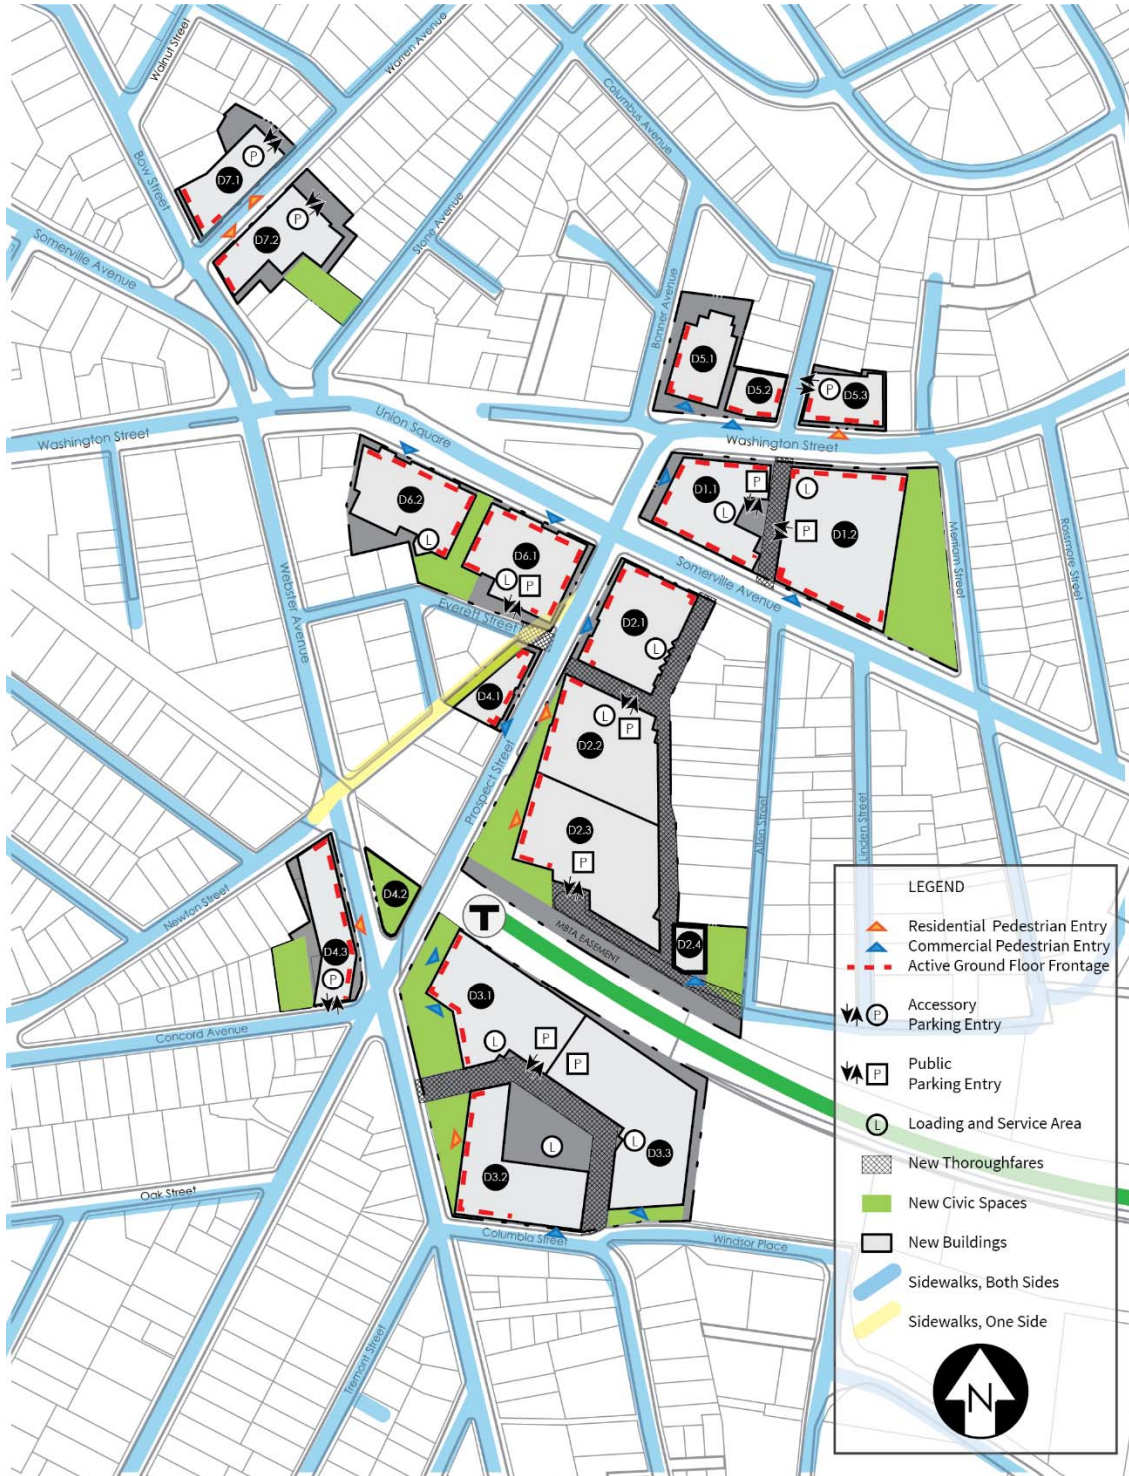 Walnut Street
Warren Avenue
Columbus Avenue
Bow Street
D7.1
P
D7.2
P
Stone Avenue
Somerville Avenue
Bonner Avenue
D5.1
D5.2
P
D5.3
Union Square
Washington Street
Washington Street
D6.2
L
D6.1
L
P
D1.1
P
L
L
P
D1.2
Merriam Street
Rossmore Street
Somerville Avenue
Webster Avenue
Everett Street
D2.1
L
D4.1
L
P
D2.2
Prospect Street
D2.3
P
Allen Street
Linden Street
Newton Street
D4.2
T
MBTA EASEMENT
D2.4
D4.3
P
Concord Avenue
D3.1
L
P
P
L
L
D3.3
D3.2
Oak Street
Columbia Street
Windsor Place
Tremont Street
LEGEND
Residential Pedestrian Entry
Commercial Pedestrian Entry
Active Ground Floor Frontage
P
Accessory
Parking Entry
P
Public
Parking Entry
L
Loading and Service Area
New Thoroughfares
New Civic Spaces
New Buildings
Sidewalks, Both Sides
Sidewalks, One Side
N